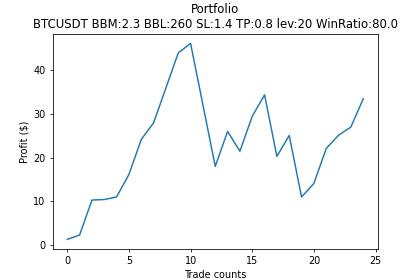 Portfolio
BTCUSDT BBM:2.3 BBL:260 SL:1.4 TP:0.8 lev:20 WinRatio:80.0
40
30
20
10
0
Profit ($)
0 5 10 15 20 25
Trade counts